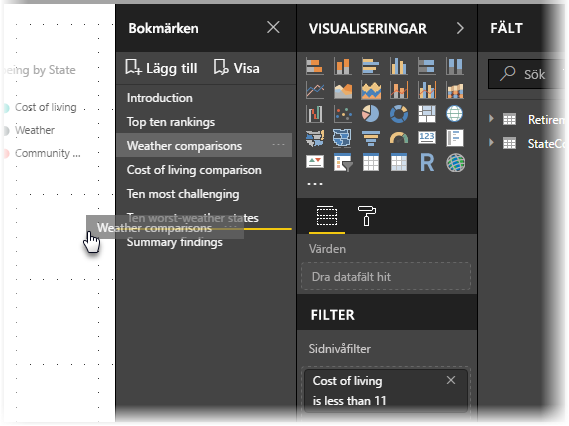 Bokmärken
Lägg till
Visa
Introduction
Top ten rankings
Weather comparisons
Cost of living comparison
Ten most challenging
Ten worst-weather states
Weather comparisons
Summary findings
by State
Cost of living
Weather
Community ...
VISUALISERINGAR
123
R
Värden
Dra datafält hit
FILTER
Sidnivåfilter
Cost of living
is less than 11
FÄLT
Sök
Retirem
StateCo